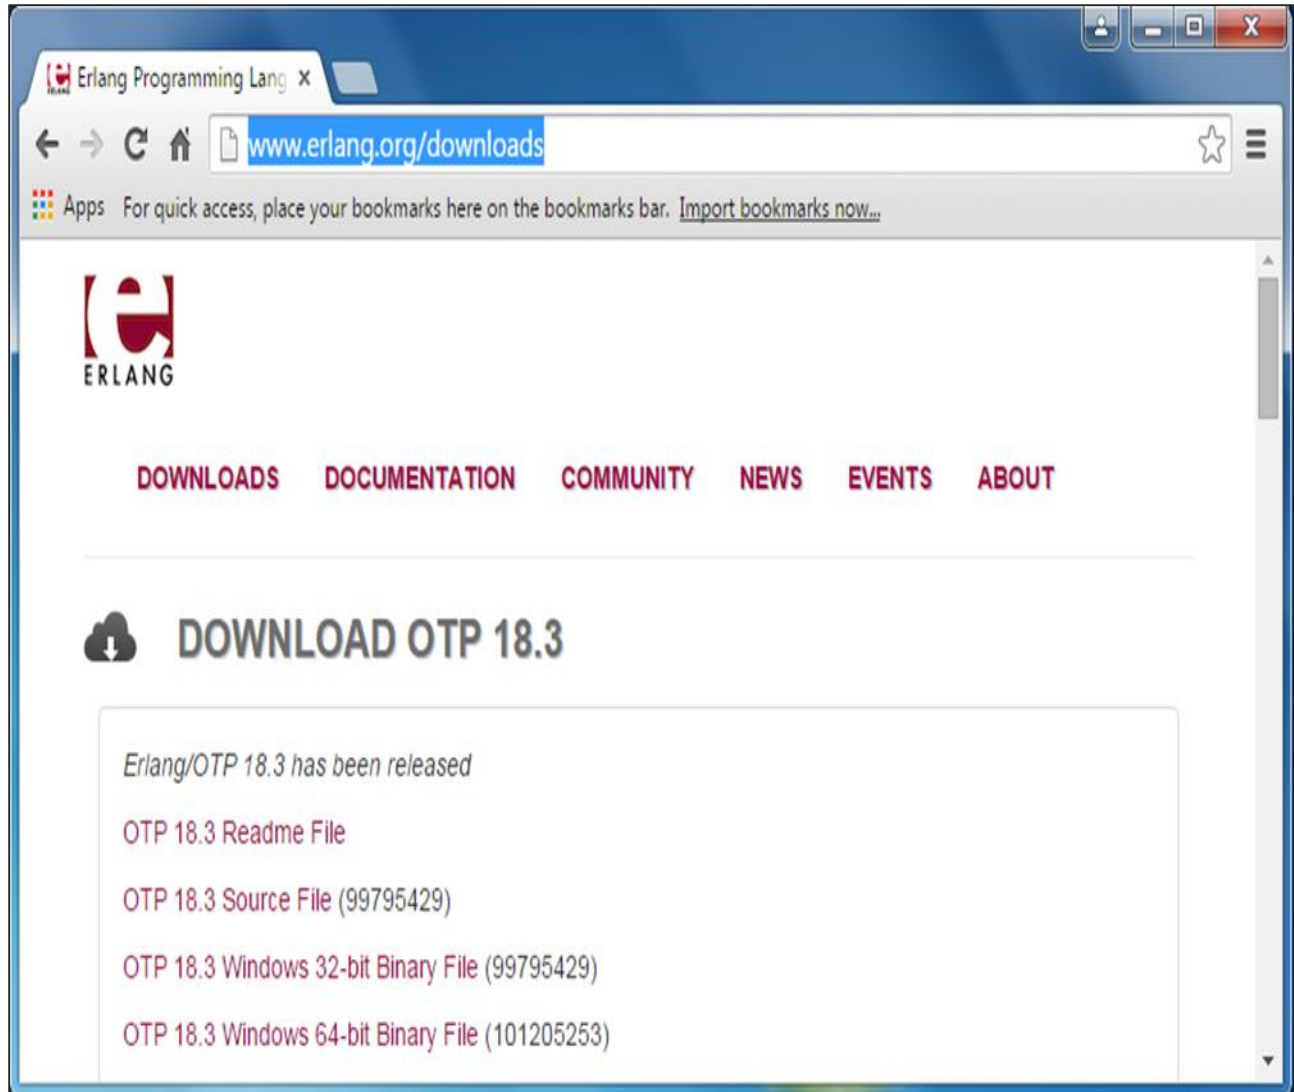 Erlang Programming Lang
www.erlang.org/downloads
Apps For quick access, place your bookmarks here on the bookmarks bar. Import bookmarks now...
e
ERLANG
DOWNLOADS DOCUMENTATION COMMUNITY NEWS EVENTS ABOUT
DOWNLOAD OTP 18.3
Erlang/OTP 18.3 has been released
OTP 18.3 Readme File
OTP 18.3 Source File (99795429)
OTP 18.3 Windows 32-bit Binary File (99795429)
OTP 18.3 Windows 64-bit Binary File (101205253)